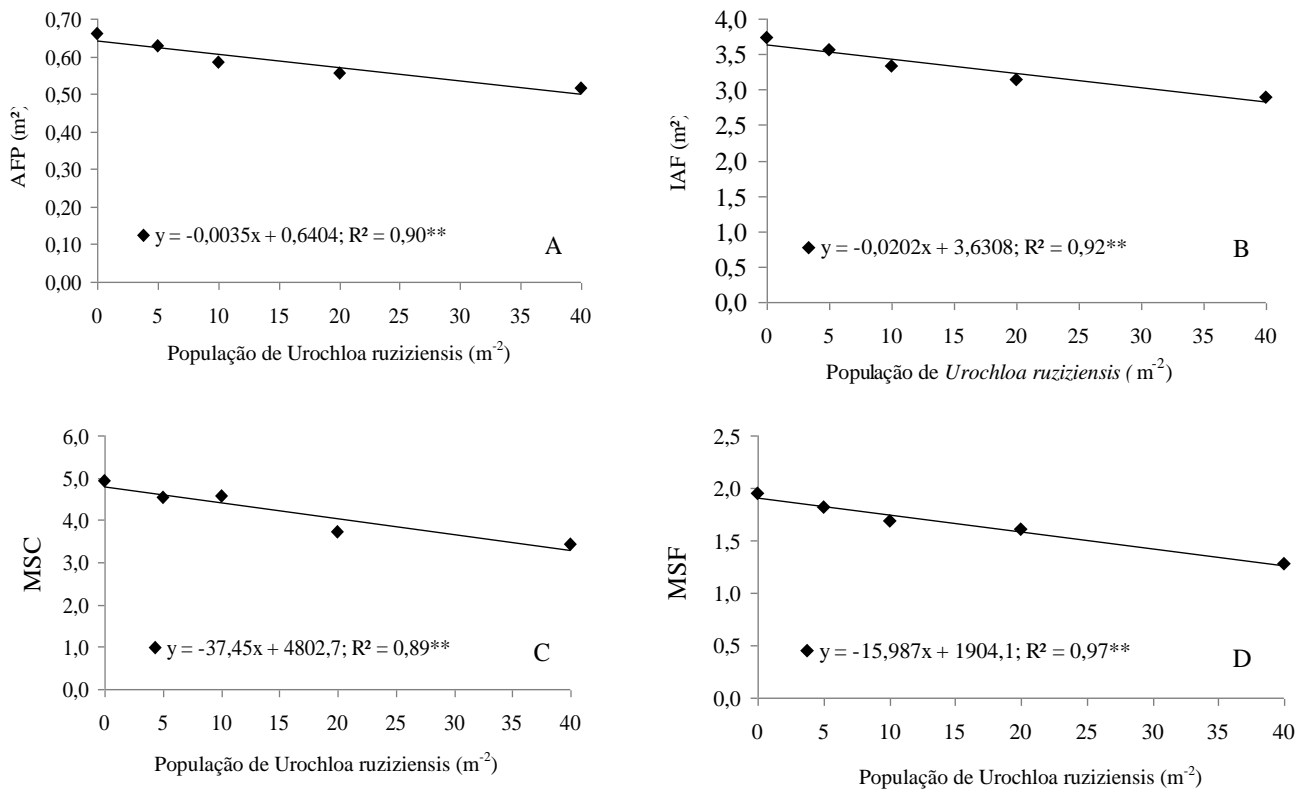 0,70
0,60
0,50
0,40
0,30
0,20
0,10
0,00
AFP (m²)
y = -0,0035x + 0,6404; R² = 0,90**
A
0 5 10 15 20 25 30 35 40
População de Urochloa ruziziensis (m-2)
4,0
3,5
3,0
2,5
2,0
1,5
1,0
0,5
0,0
IAF (m²)
y = -0,0202x + 3,6308; R² = 0,92**
B
0 5 10 15 20 25 30 35 40
População de Urochloa ruziziensis ( m-2)
6,0
5,0
4,0
3,0
2,0
1,0
0,0
MSC
y = -37,45x + 4802,7; R² = 0,89**
C
0 5 10 15 20 25 30 35 40
População de Urochloa ruziziensis (m-2)
2,5
2,0
1,5
1,0
0,5
0,0
MSF
y = -15,987x + 1904,1; R² = 0,97**
D
0 5 10 15 20 25 30 35 40
População de Urochloa ruziziensis (m-2)